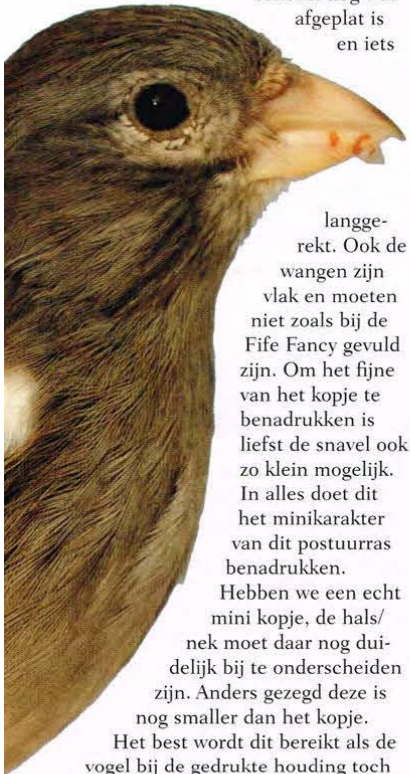 afgeplat is
en iets
langge-
rekt. Ook de
wangen zijn
vlak en moeten
niet zoals bij de
Fife Fancy gevuld
zijn. Om het fijne
van het kopje te
benadrukken is
liefst de snavel ook
zo klein mogelijk.
In alles doet dit
het minikarakter
van dit postuurras
benadrukken.
Hebben we een echt
mini kopje, de hals/
nek moet daar nog dui-
delijk bij te onderscheiden
zijn. Anders gezegd deze is
nog smaller dan het kopje.
Het best wordt dit bereikt als de
vogel bij de gedrukte houding toch